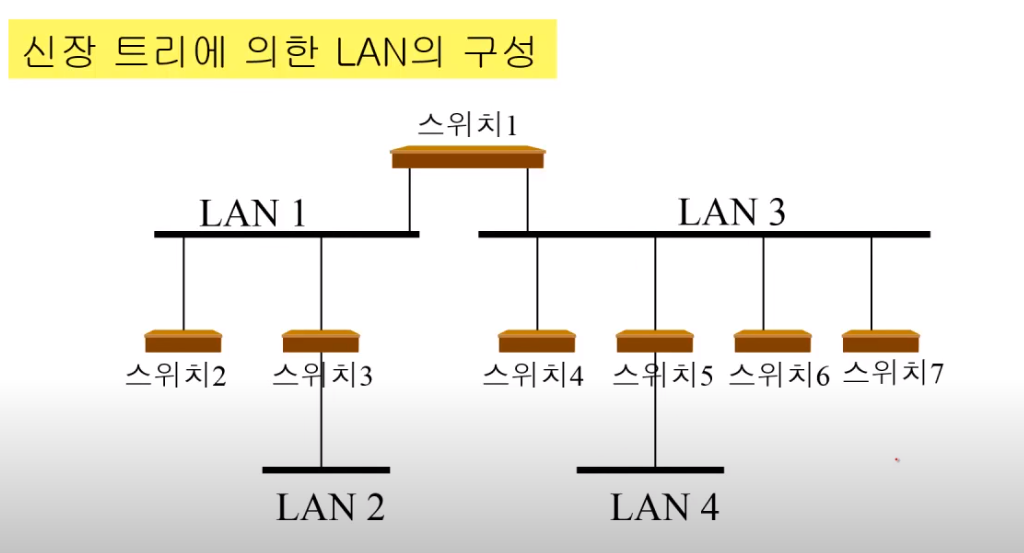 신장 트리에 의한 LAN의 구성
스위치1
LAN 1
LAN 3
스위치2
스위치3
스위치4
스위치5
스위치6
스위치7
LAN 2
LAN 4